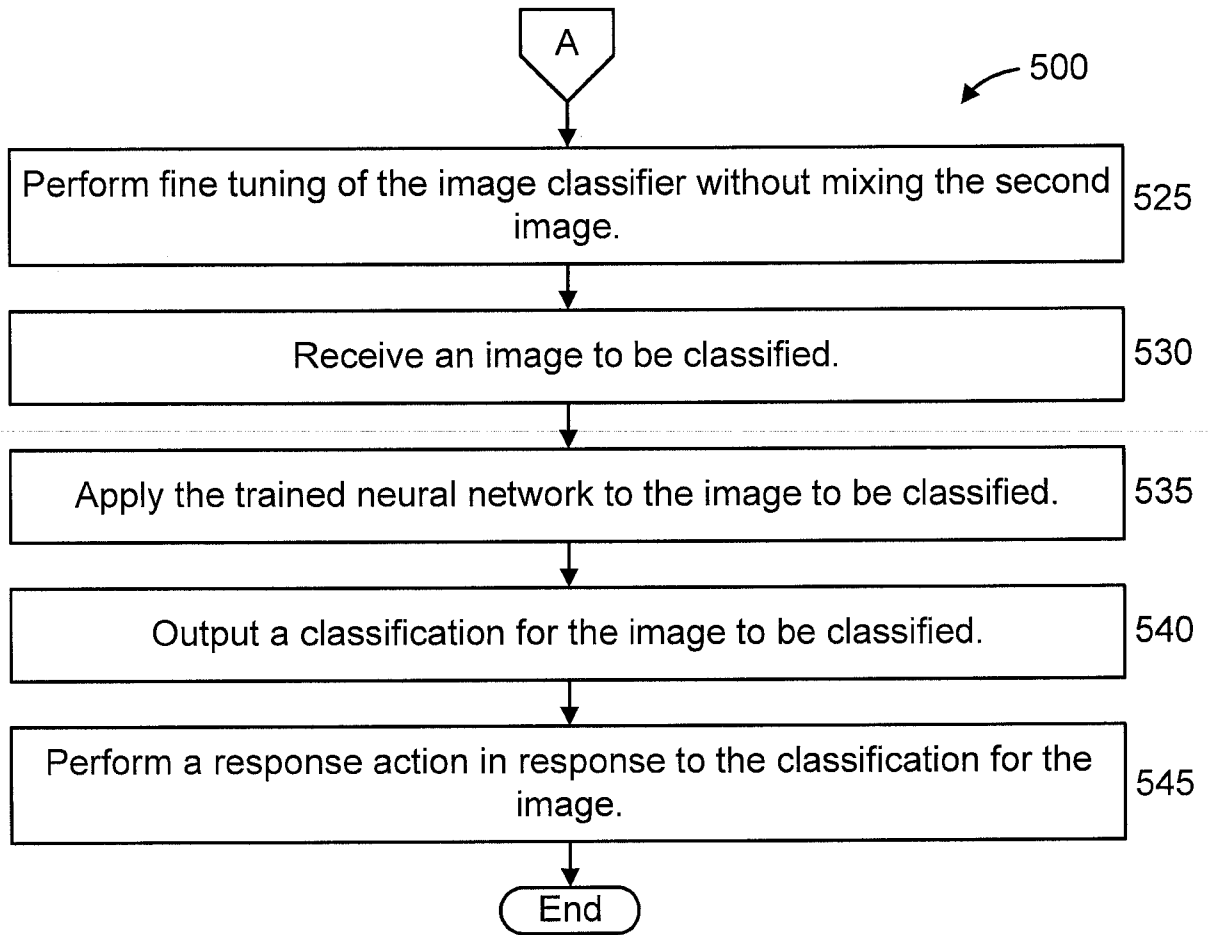 A
500
Perform fine tuning of the image classifier without mixing the second
image.
525
Receive an image to be classified.
530
Apply the trained neural network to the image to be classified.
535
Output a classification for the image to be classified.
540
Perform a response action in response to the classification for the
image.
545
End